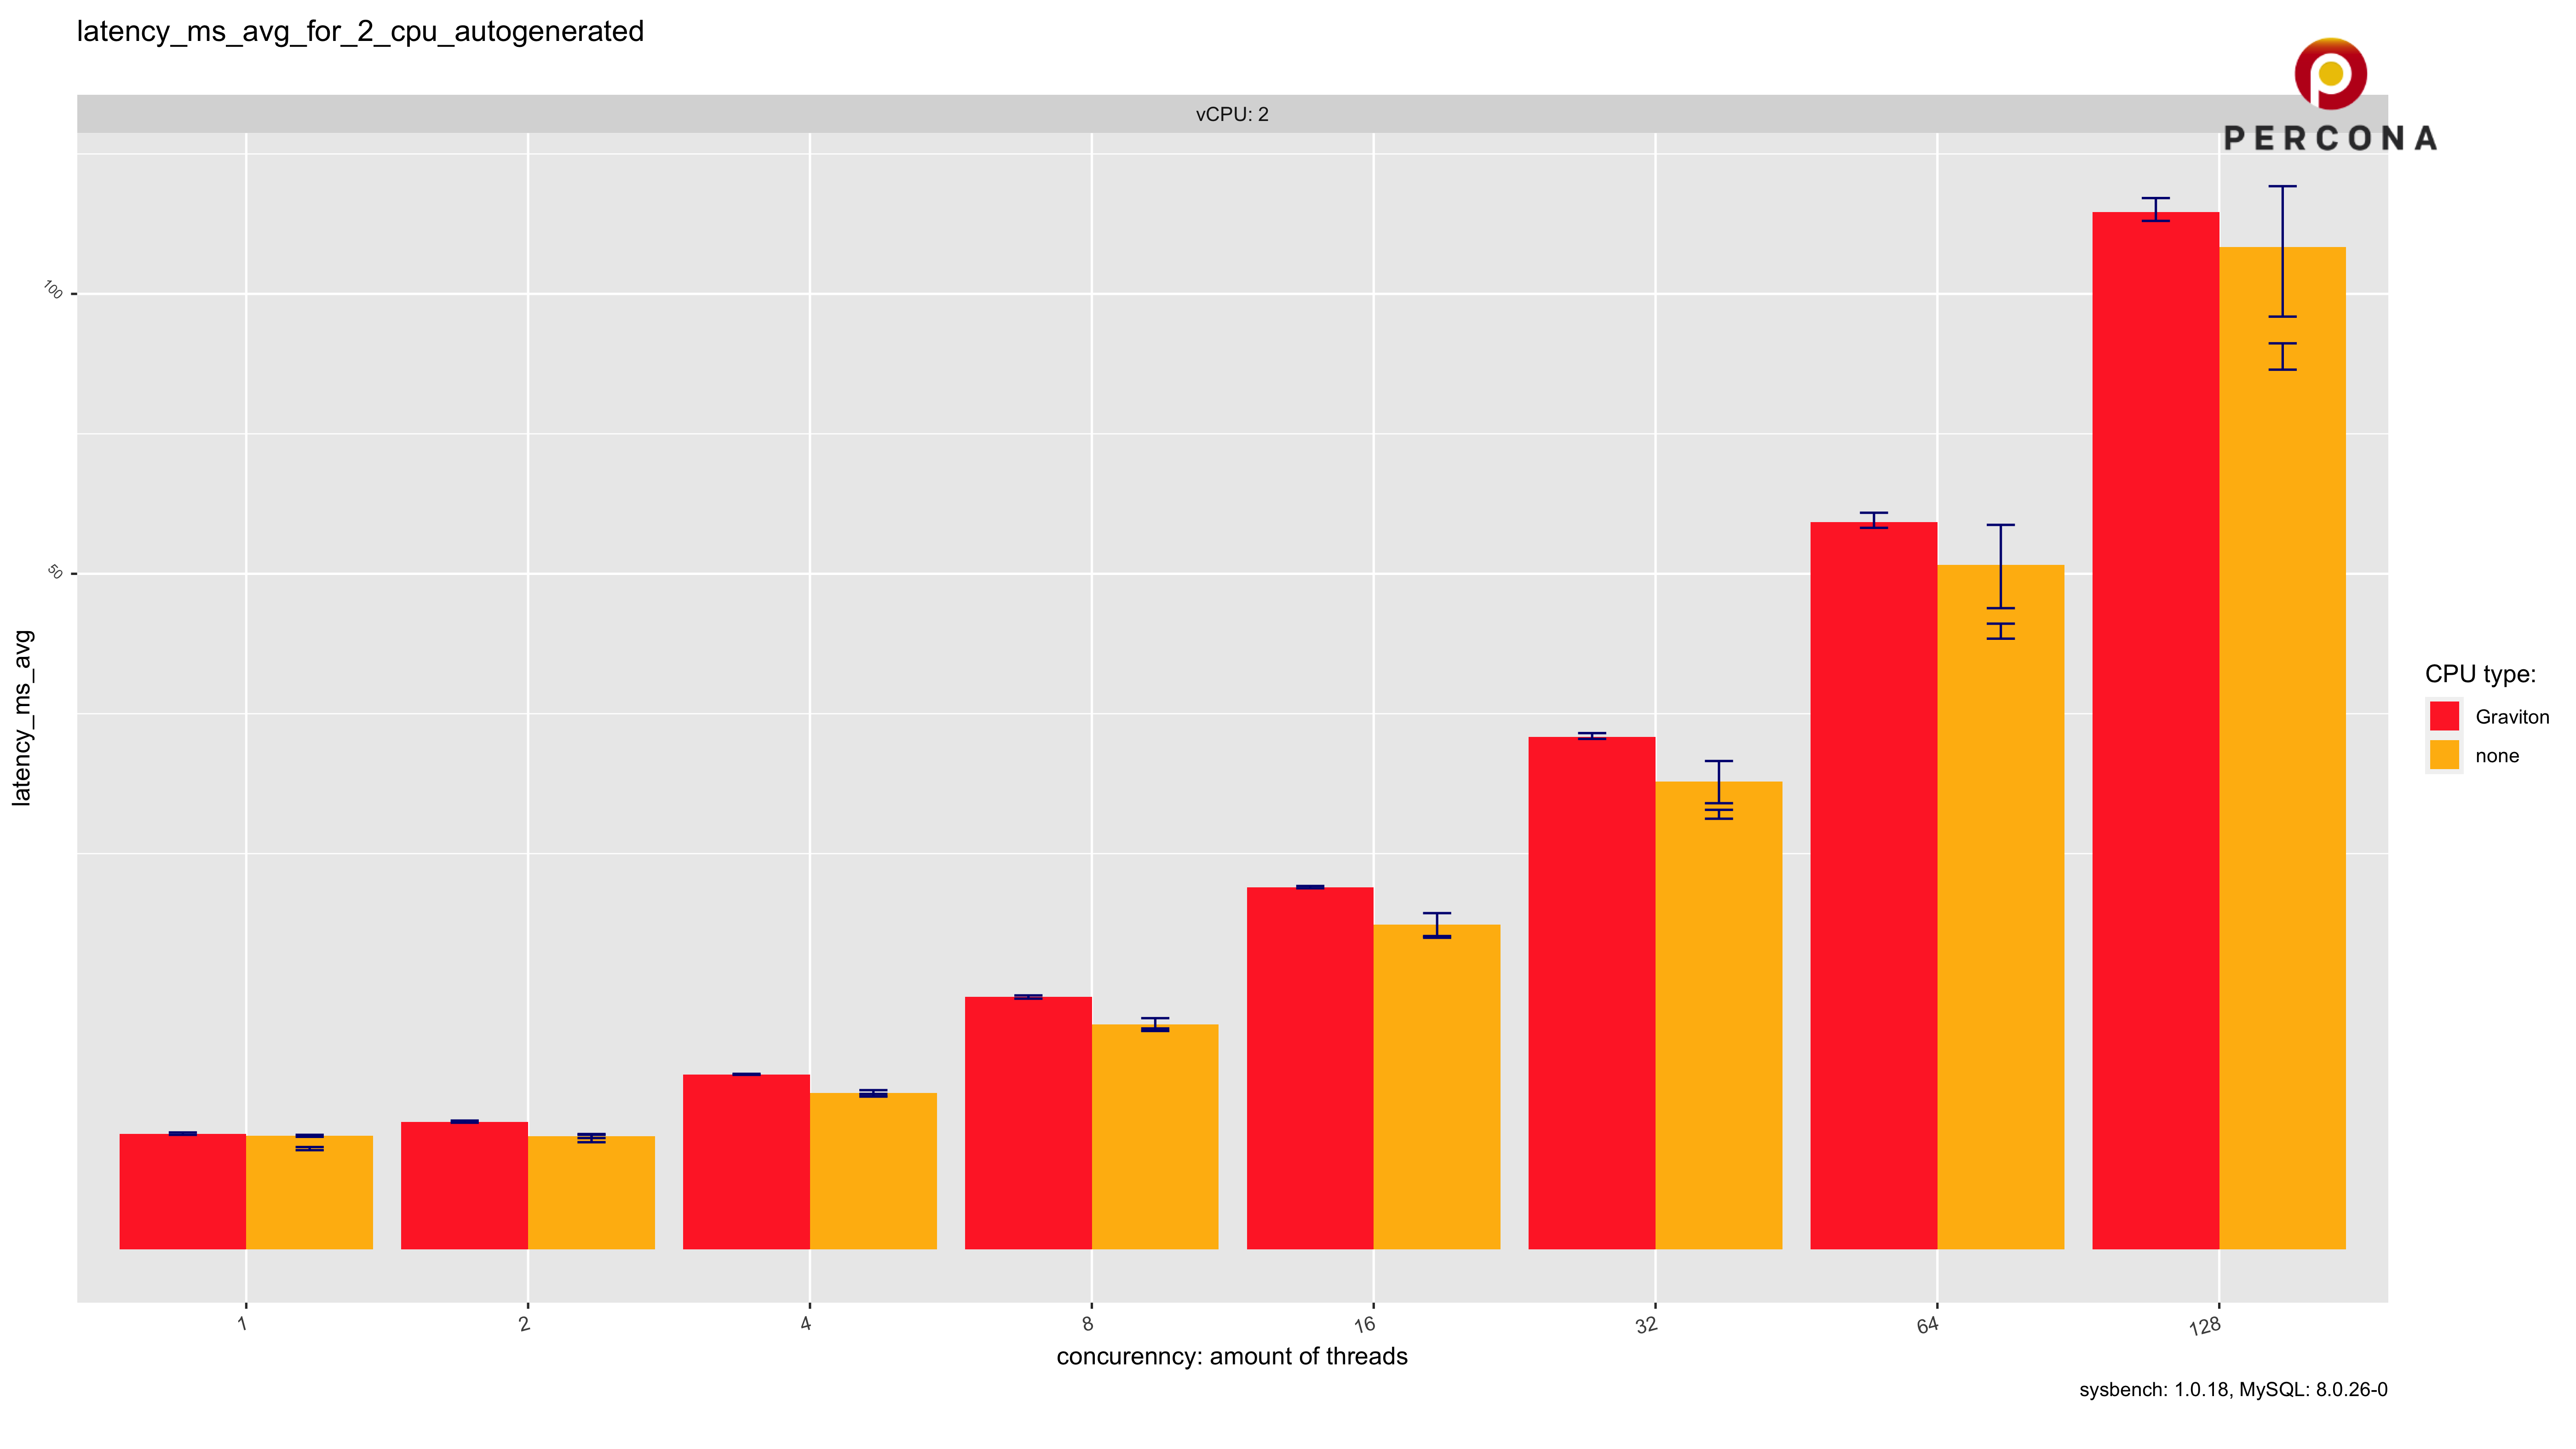 latency_ms_avg_for_2_cpu_autogenerated
PERCONA
vCPU: 2
100
50
latency_ms_avg
CPU type:
Graviton
none
1
2
4
8
16
32
64
128
concurenncy: amount of threads
sysbench: 1.0.18, MySQL: 8.0.26-0